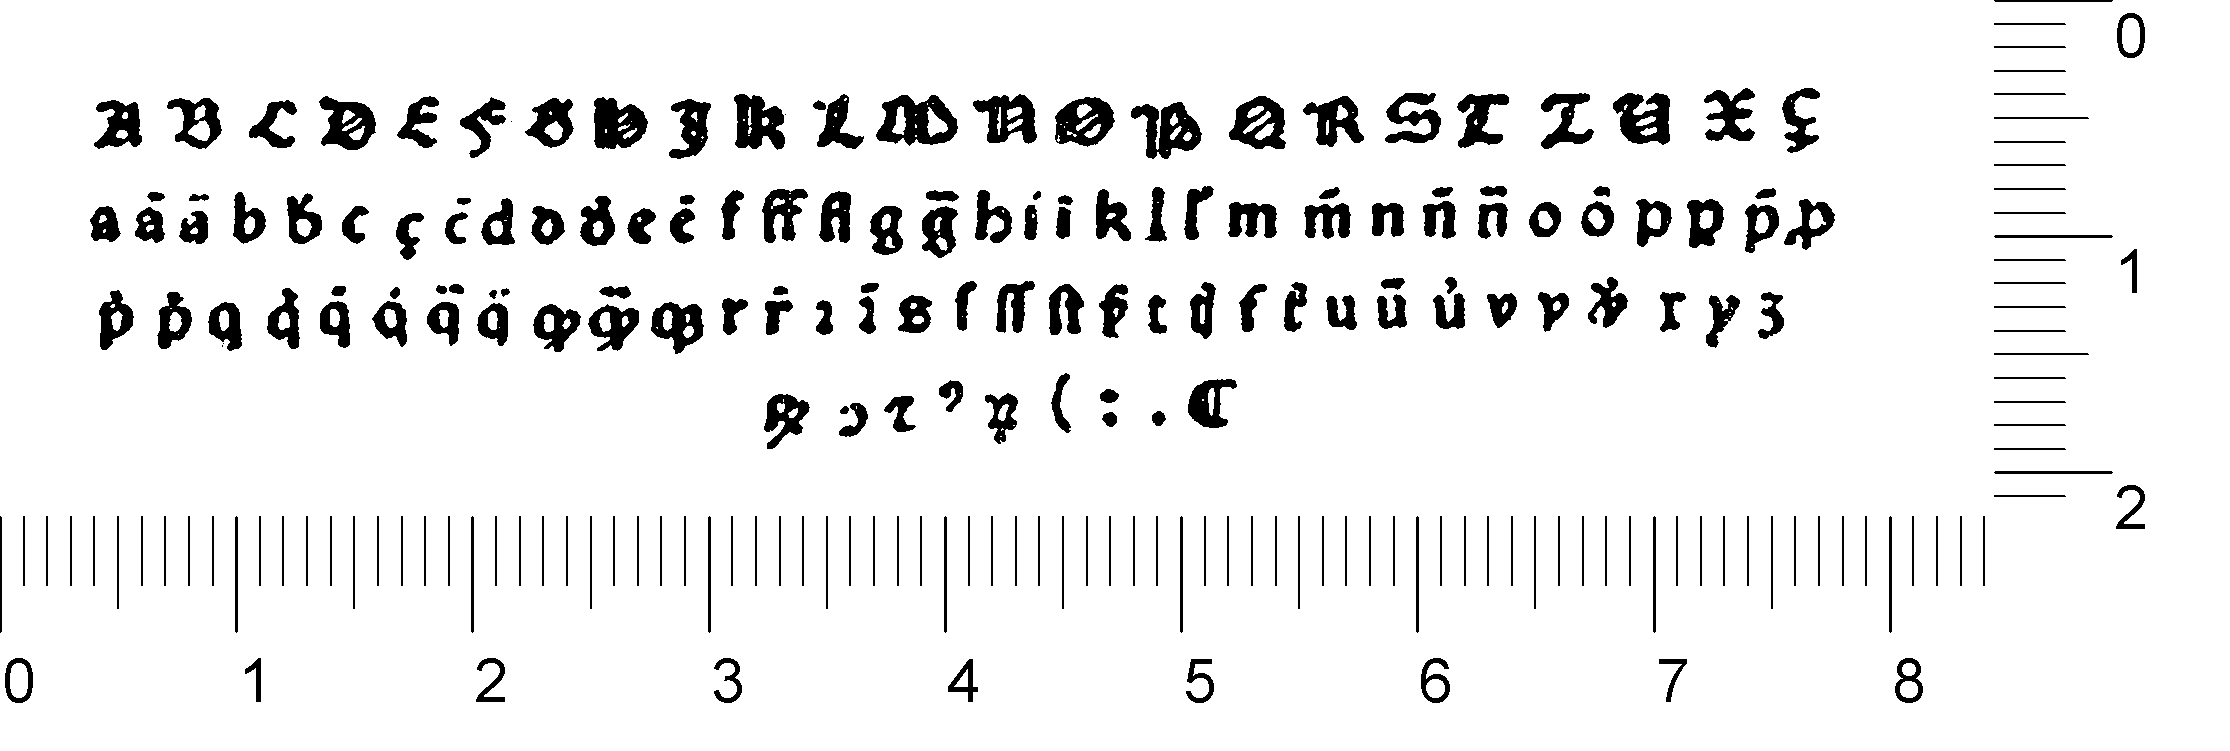 A B C D E F G H J K L M N O P Q R S T T U X Ç
a ā ã b b̃ c ç c̄ d d d̃ e ē f ff fl g ḡ h i ī k l l̃ m m̄ n n̄ ñ o ō p ꝑ p̄ ꝓ
ṗ p̃ q q̇ q̄ q̇ q̃ q̈ ꝙ ꝙ̃ r r̄ ꝛ ꝛ̄ s ſ ſſ ſt t u ū u̇ v v x y ꝫ
ꝶ ɔ ꝛ ꝰ ( : . ¶
0
1
2
0 1 2 3 4 5 6 7 8